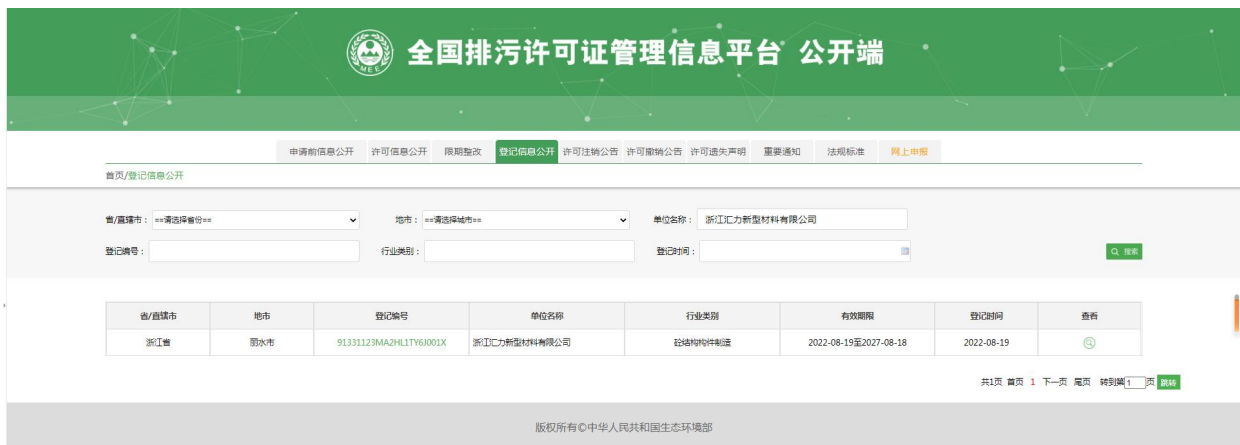 全国排污许可证管理信息平台 公开端
MEE
申请前信息公开 许可信息公开 限期整改 登记信息公开 许可注销公告 许可撤销公告 许可遗失声明 重要通知 法规标准 网上申报
首页/登记信息公开
省/直辖市： ==请选择省份== 地市： ==请选择城市== 单位名称： 浙江汇力新型材料有限公司
登记编号： 行业类别： 登记时间： 搜索
省/直辖市 地市 登记编号 单位名称 行业类别 有效期限 登记时间 查看
浙江省 丽水市 91331123MA2HL1TY6J001X 浙江汇力新型材料有限公司 砼结构构件制造 2022-08-19至2027-08-18 2022-08-19
共1页 首页 1 下一页 尾页 转到第 1 页 跳转
版权所有©中华人民共和国生态环境部